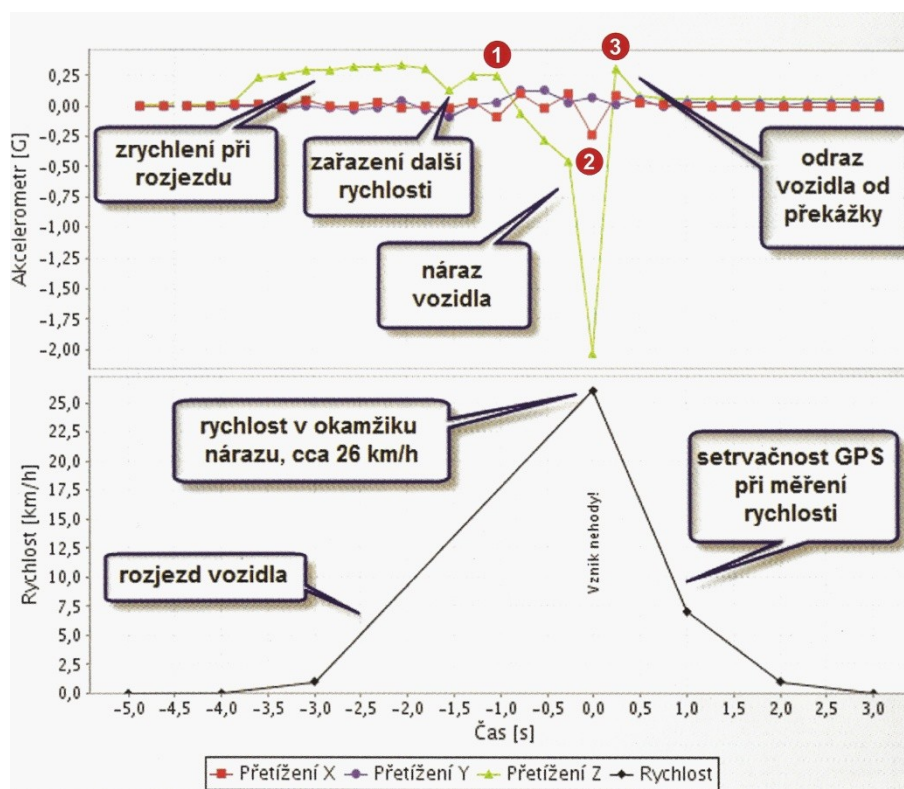 1
3
0,25
0,00
−0,25
−0,50
−0,75
−1,00
−1,25
−1,50
−1,75
−2,00
Akcelerometr [G]
zrychlení při
rozjezdu
zařazení další
rychlosti
2
odraz
vozidla od
překážky
náraz
vozidla
25,0
22,5
20,0
17,5
15,0
12,5
10,0
7,5
5,0
2,5
0,0
Rychlost [km/h]
rychlost v okamžiku
nárazu, cca 26 km/h
setrvačnost GPS
při měření
rychlosti
Vznik nehody!
rozjezd vozidla
−5,0 −4,5 −4,0 −3,5 −3,0 −2,5 −2,0 −1,5 −1,0 −0,5 0,0 0,5 1,0 1,5 2,0 2,5 3,0
Čas [s]
Přetížení X Přetížení Y Přetížení Z Rychlost